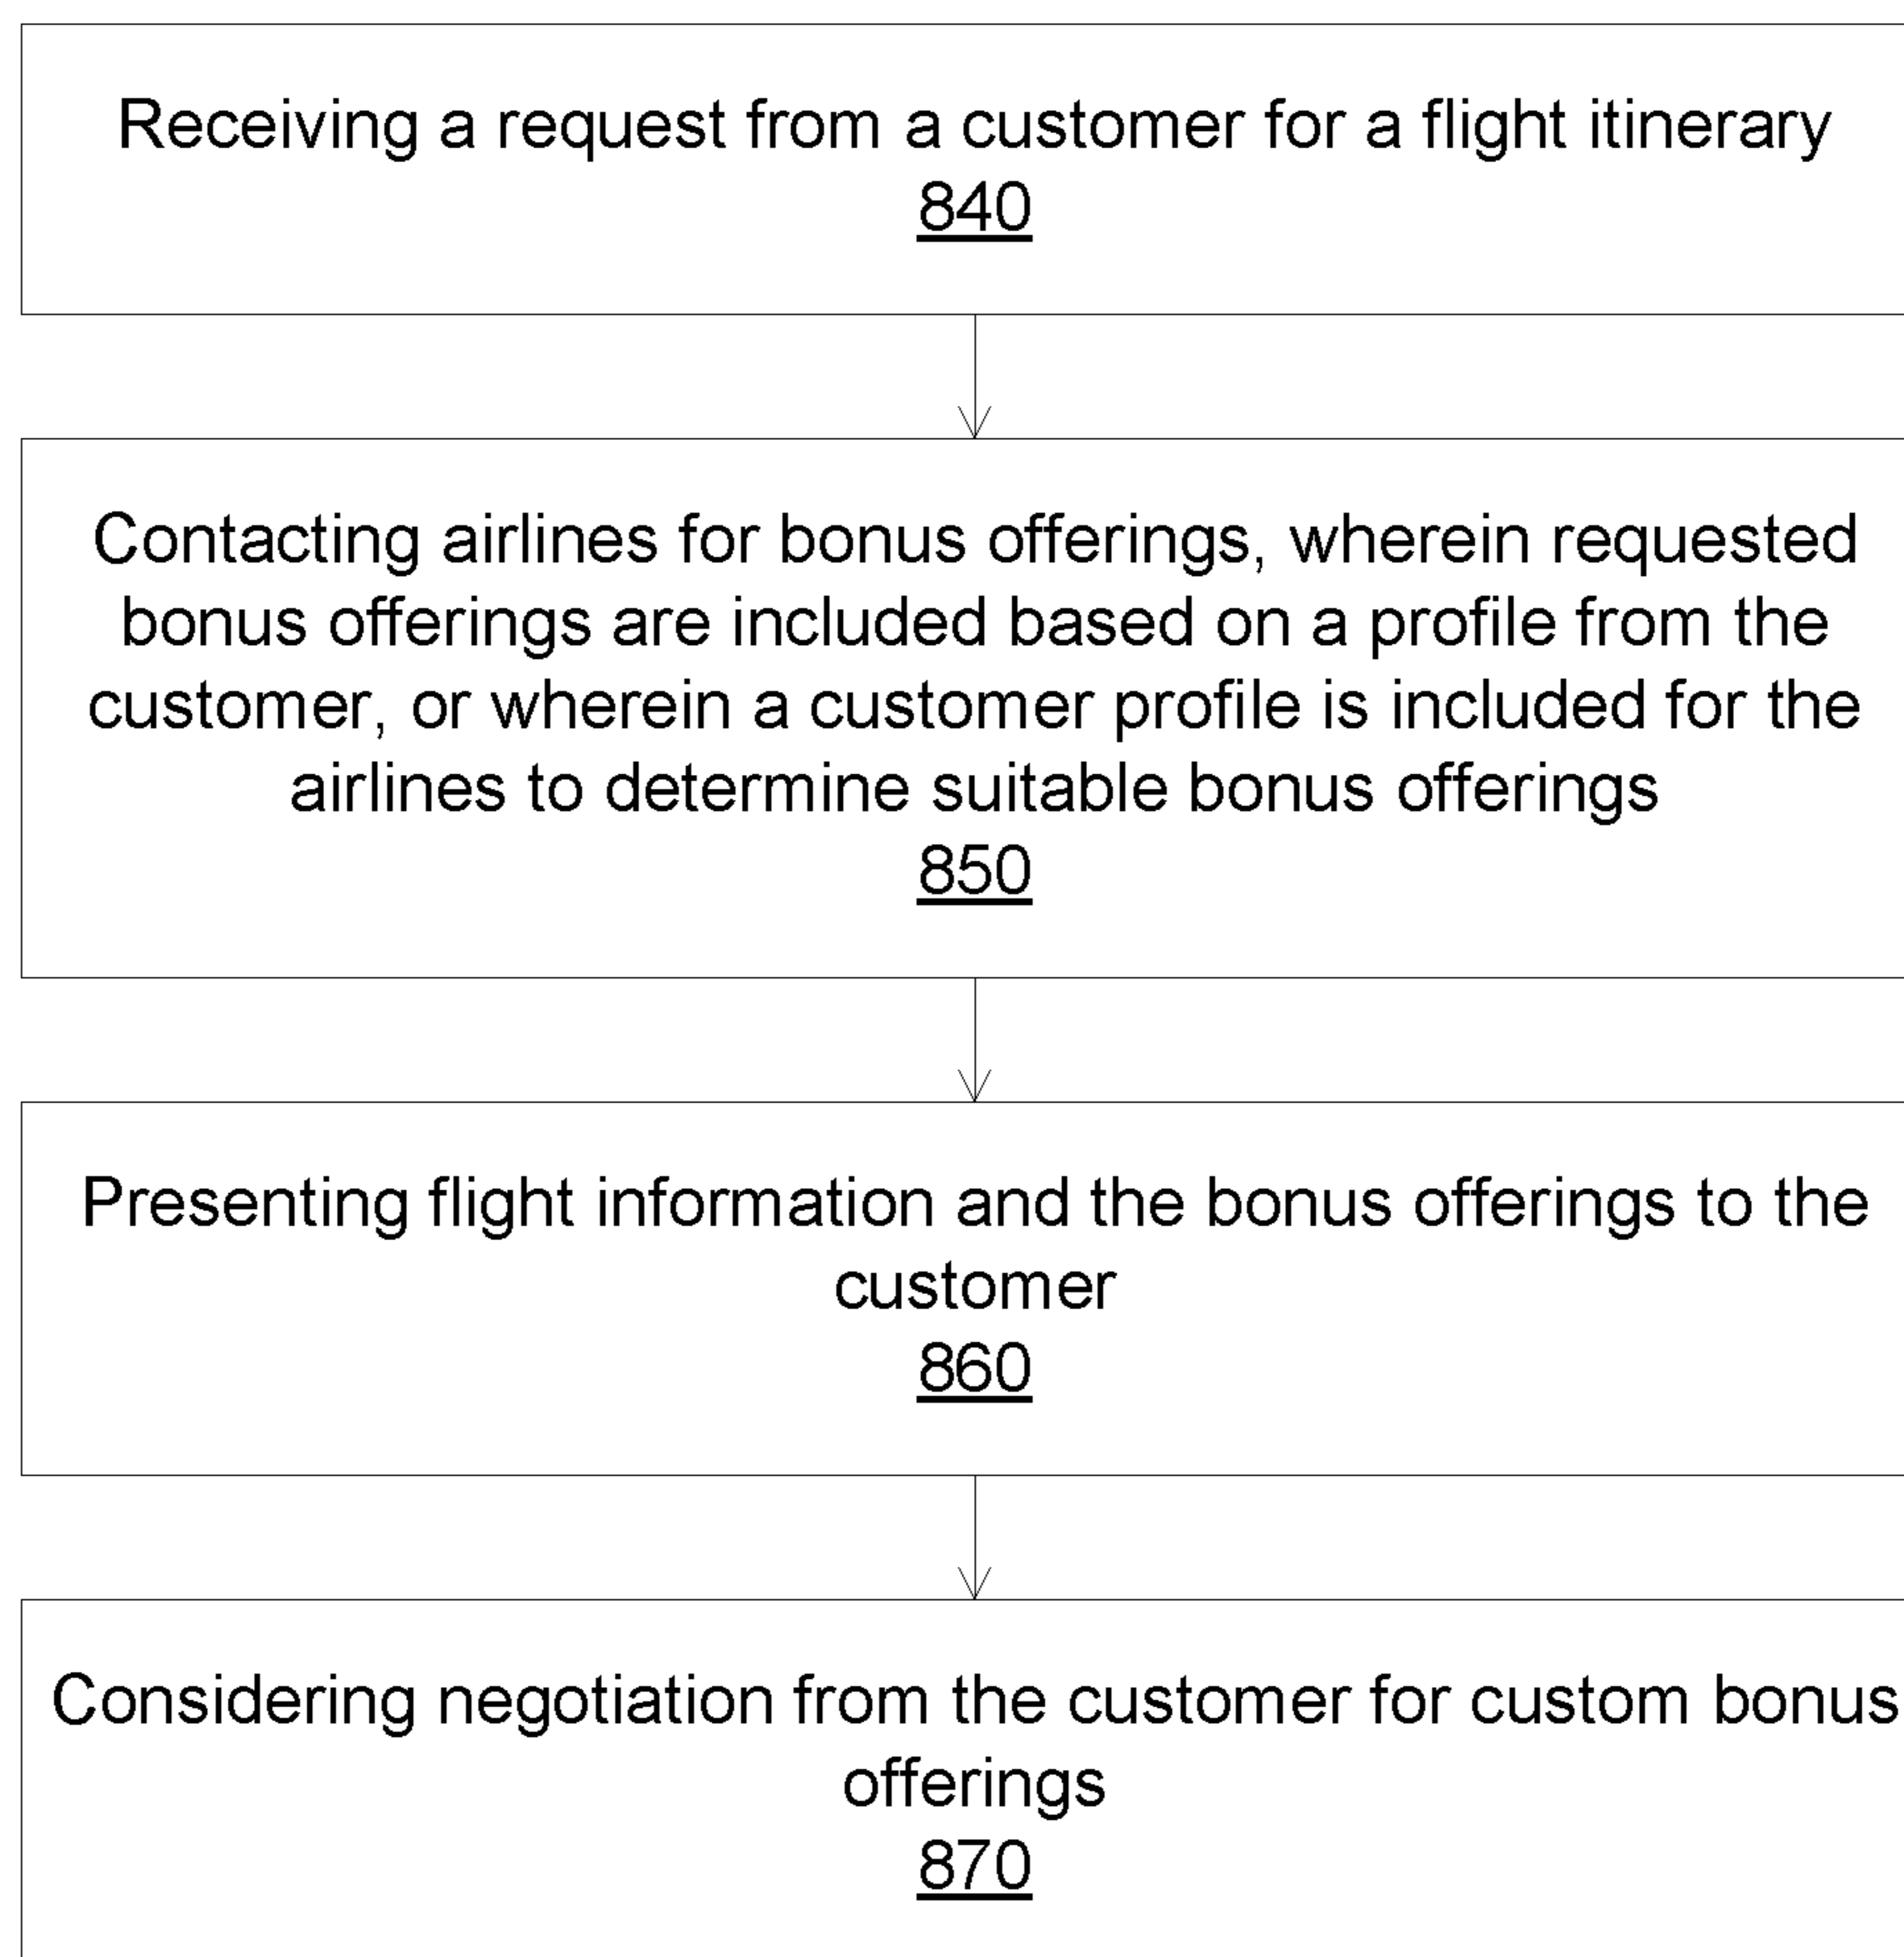 Receiving a request from a customer for a flight itinerary
840
Contacting airlines for bonus offerings, wherein requested
bonus offerings are included based on a profile from the
customer, or wherein a customer profile is included for the
airlines to determine suitable bonus offerings
850
Presenting flight information and the bonus offerings to the
customer
860
Considering negotiation from the customer for custom bonus
offerings
870